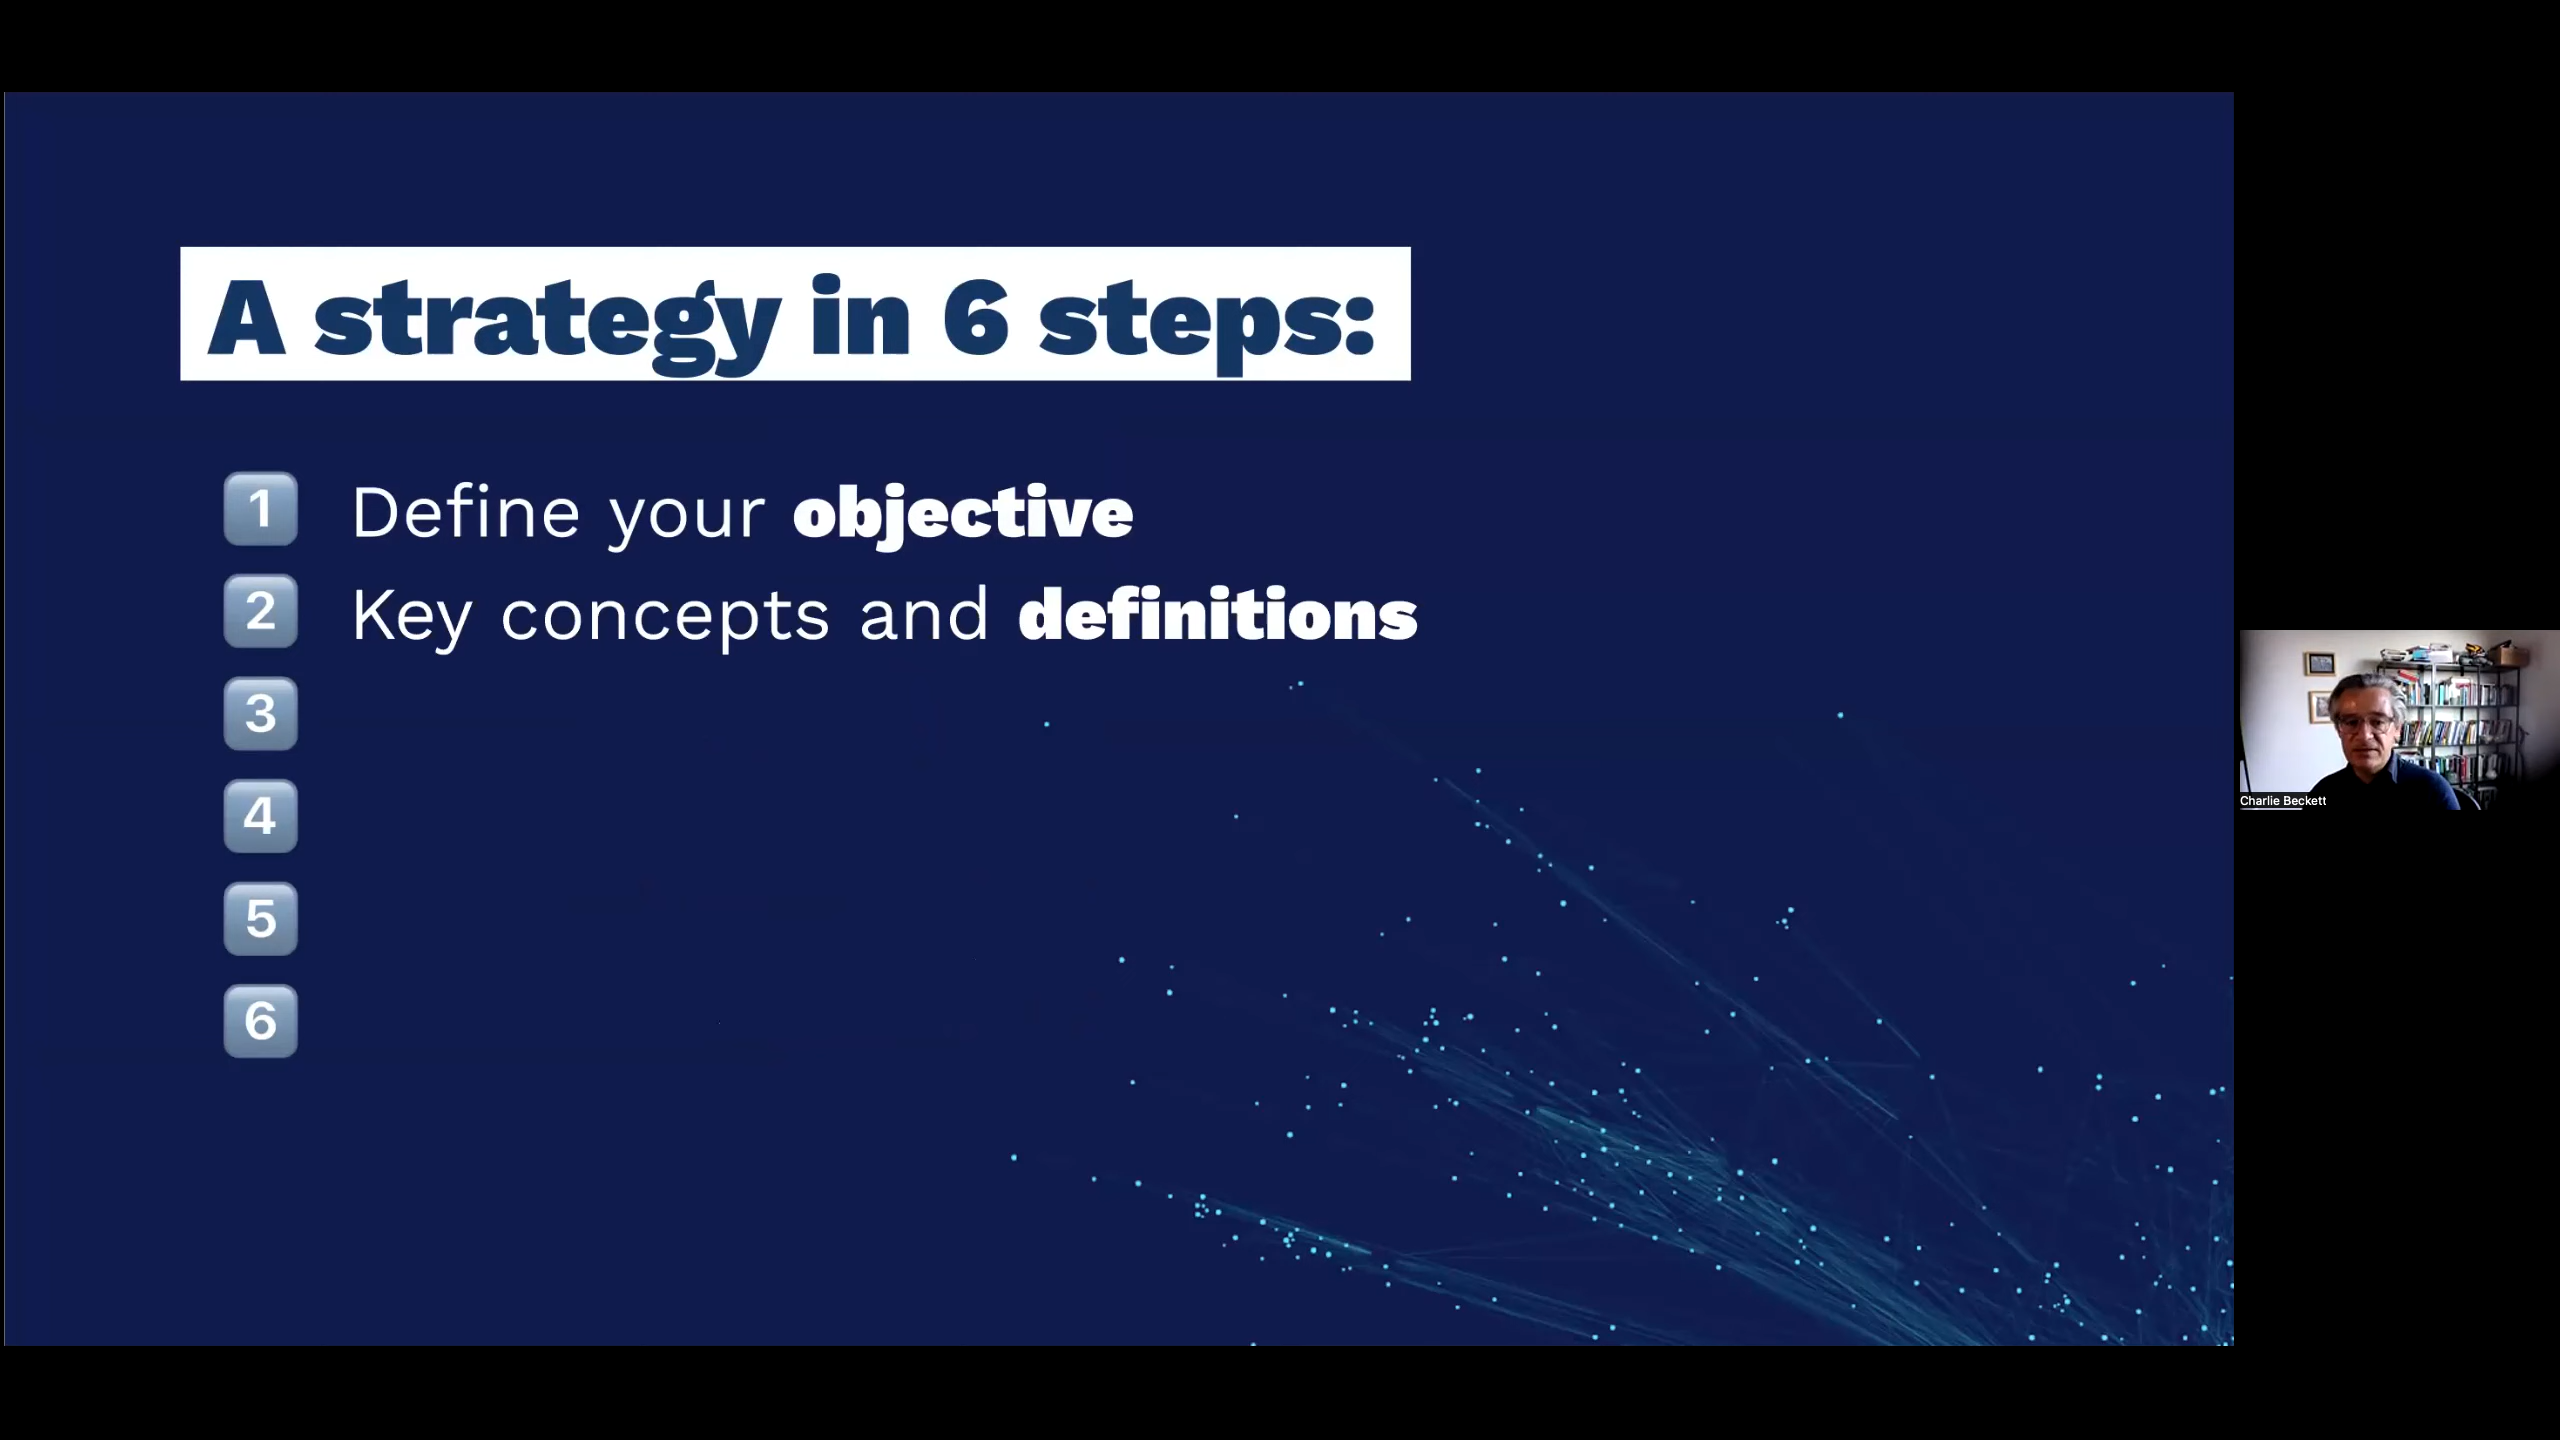 A strategy in 6 steps:
1 Define your objective
2 Key concepts and definitions
3
4
5
6
Charlie Beckett